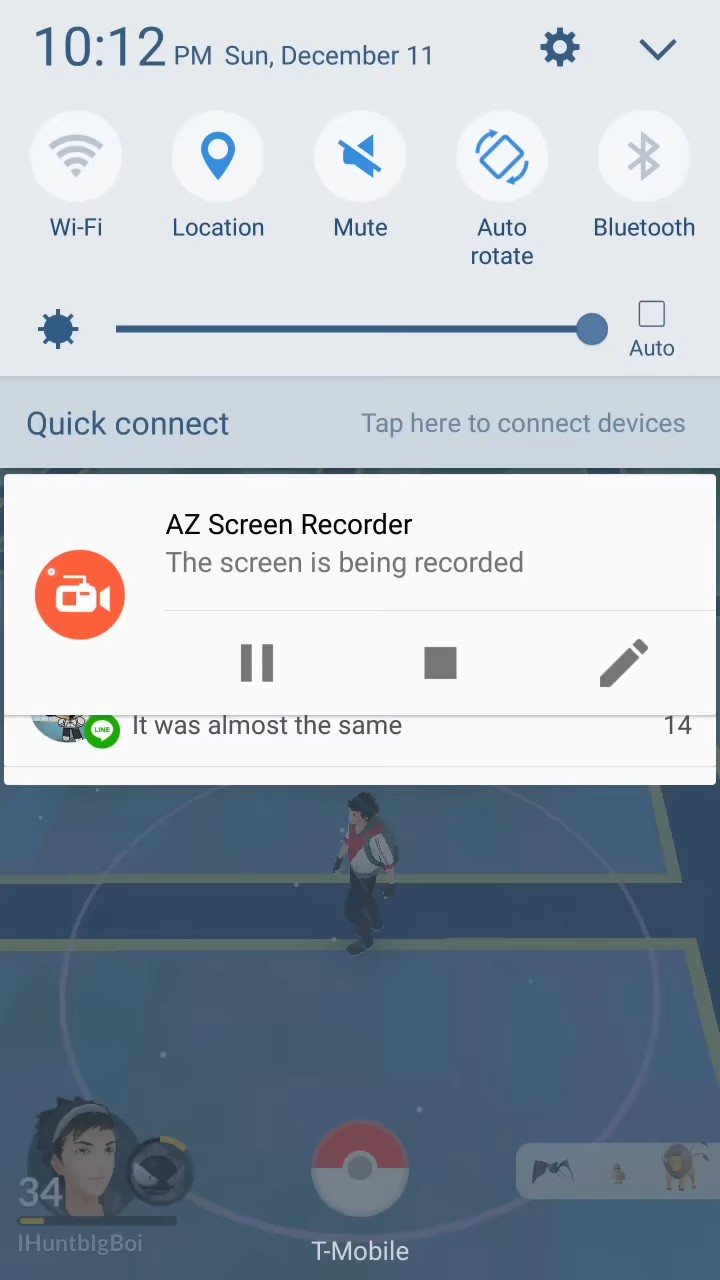 10:12 PM Sun, December 11
Wi-Fi
Location
Mute
Auto rotate
Bluetooth
Auto
Quick connect
Tap here to connect devices
AZ Screen Recorder
The screen is being recorded
LINE
It was almost the same
14
34
IHuntbIgBoi
T-Mobile